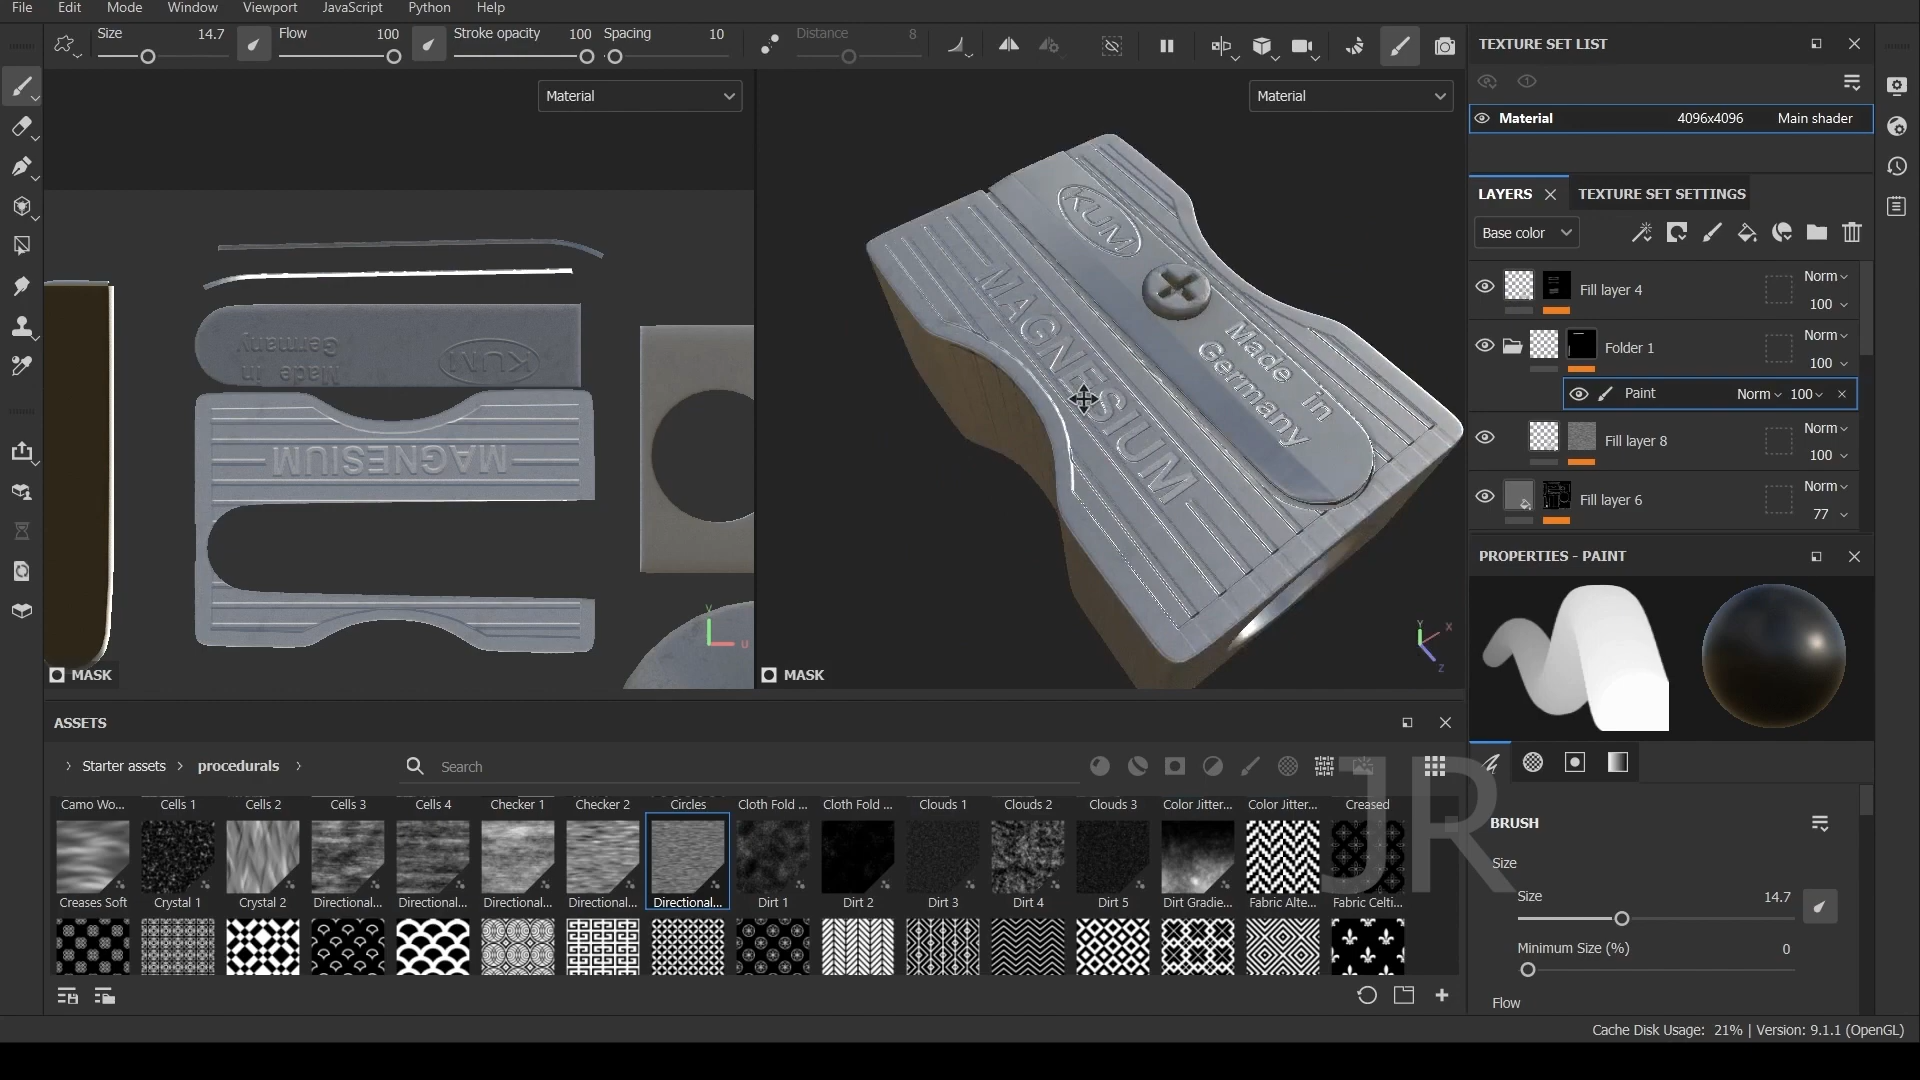 File Edit Mode Window Viewport JavaScript Python Help
Size 14.7 Flow 100 Stroke opacity 100 Spacing 10 Distance 8
Material
Material
KUM
Made in
Germany
MAGNESIUM
KUM
MAGNESIUM
Made in
Germany
Y
U
Y
X
Z
MASK
MASK
TEXTURE SET LIST
Material 4096x4096 Main shader
LAYERS TEXTURE SET SETTINGS
Base color
Fill layer 4 Norm 100
Folder 1 Norm 100
Paint Norm 100
Fill layer 8 Norm 100
Fill layer 6 Norm 77
PROPERTIES - PAINT
BRUSH
Size
Size 14.7
Minimum Size (%) 0
Flow
ASSETS
Starter assets procedurals Search
JR
Camo Wo... Cells 1 Cells 2 Cells 3 Cells 4 Checker 1 Checker 2 Circles Cloth Fold ... Cloth Fold ... Clouds 1 Clouds 2 Clouds 3 Color Jitter... Color Jitter... Creased
Creases Soft Crystal 1 Crystal 2 Directional... Directional... Directional... Directional... Directional... Dirt 1 Dirt 2 Dirt 3 Dirt 4 Dirt 5 Dirt Gradie... Fabric Alte... Fabric Celti...
Cache Disk Usage: 21% | Version: 9.1.1 (OpenGL)